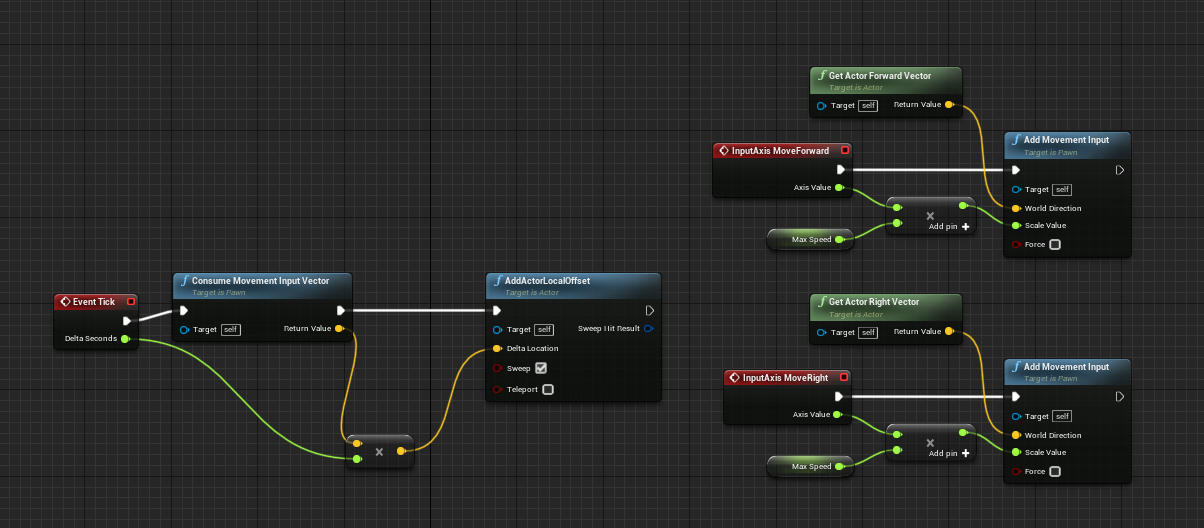 Event Tick
Delta Seconds
Consume Movement Input Vector
Target is Pawn
Target self
Return Value
×
AddActorLocalOffset
Target is Actor
Target self
Sweep Hit Result
Delta Location
Sweep
Teleport
Get Actor Forward Vector
Target is Actor
Target self
Return Value
InputAxis MoveForward
Axis Value
Max Speed
×
Add pin +
Add Movement Input
Target is Pawn
Target self
World Direction
Scale Value
Force
Get Actor Right Vector
Target is Actor
Target self
Return Value
InputAxis MoveRight
Axis Value
Max Speed
×
Add pin +
Add Movement Input
Target is Pawn
Target self
World Direction
Scale Value
Force